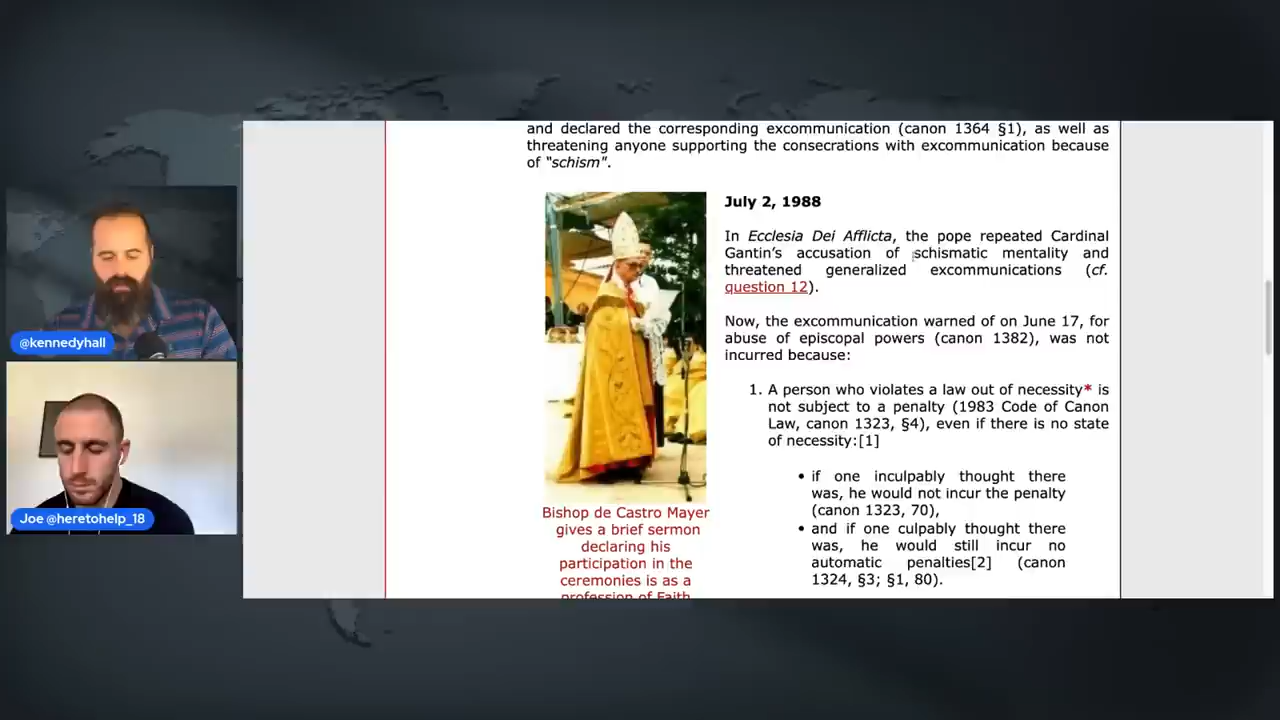 and declared the corresponding excommunication (canon 1364 §1), as well as
threatening anyone supporting the consecrations with excommunication because
of “schism”.
July 2, 1988
In Ecclesia Dei Afflicta, the pope repeated Cardinal
Gantin’s accusation of schismatic mentality and
threatened generalized excommunications (cf.
question 12).
Now, the excommunication warned of on June 17, for
abuse of episcopal powers (canon 1382), was not
incurred because:
1. A person who violates a law out of necessity* is
not subject to a penalty (1983 Code of Canon
Law, canon 1323, §4), even if there is no state
of necessity:[1]
• if one inculpably thought there
was, he would not incur the penalty
(canon 1323, 70),
• and if one culpably thought there
was, he would still incur no
automatic penalties[2] (canon
1324, §3; §1, 80).
Bishop de Castro Mayer
gives a brief sermon
declaring his
participation in the
ceremonies is as a
profession of Faith
@kennedyhall
Joe @heretohelp_18